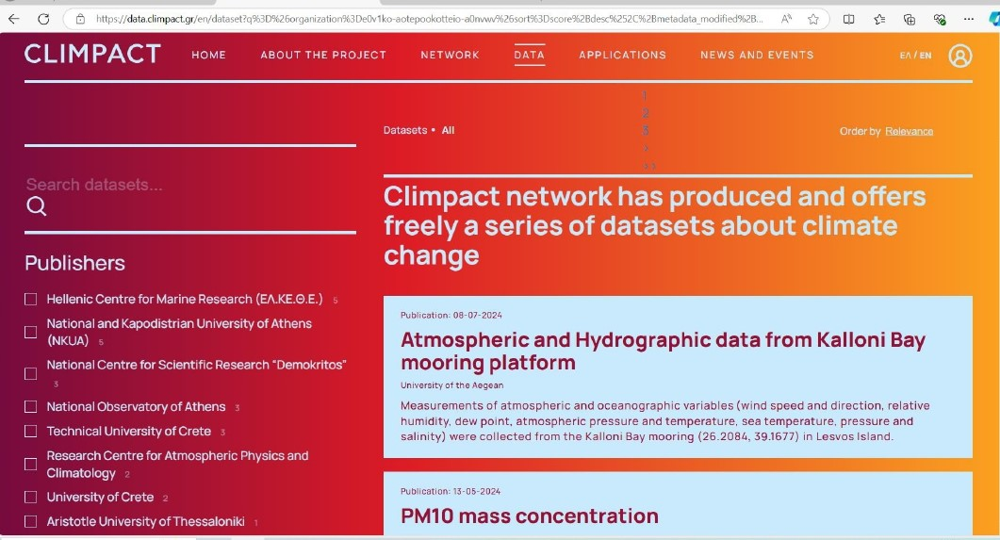 https://data.climpact.gr/en/dataset?q%3D%26organization%3De0v1ko-aotepookotteio-a0nvwv%26sort%3Dscore%2Bdesc%252C%2Bmetadata_modified%2B...
CLIMPACT
HOME
ABOUT THE PROJECT
NETWORK
DATA
APPLICATIONS
NEWS AND EVENTS
ΕΛ / EN
1
2
3
›
››
Datasets • All
Order by Relevance
Search datasets...
Publishers
Hellenic Centre for Marine Research (ΕΛ.ΚΕ.Θ.Ε.) 5
National and Kapodistrian University of Athens
(NKUA) 5
National Centre for Scientific Research “Demokritos”
3
National Observatory of Athens 3
Technical University of Crete 3
Research Centre for Atmospheric Physics and
Climatology 2
University of Crete 2
Aristotle University of Thessaloniki 1
Climpact network has produced and offers
freely a series of datasets about climate
change
Publication: 08-07-2024
Atmospheric and Hydrographic data from Kalloni Bay
mooring platform
University of the Aegean
Measurements of atmospheric and oceanographic variables (wind speed and direction, relative
humidity, dew point, atmospheric pressure and temperature, sea temperature, pressure and
salinity) were collected from the Kalloni Bay mooring (26.2084, 39.1677) in Lesvos Island.
Publication: 13-05-2024
PM10 mass concentration